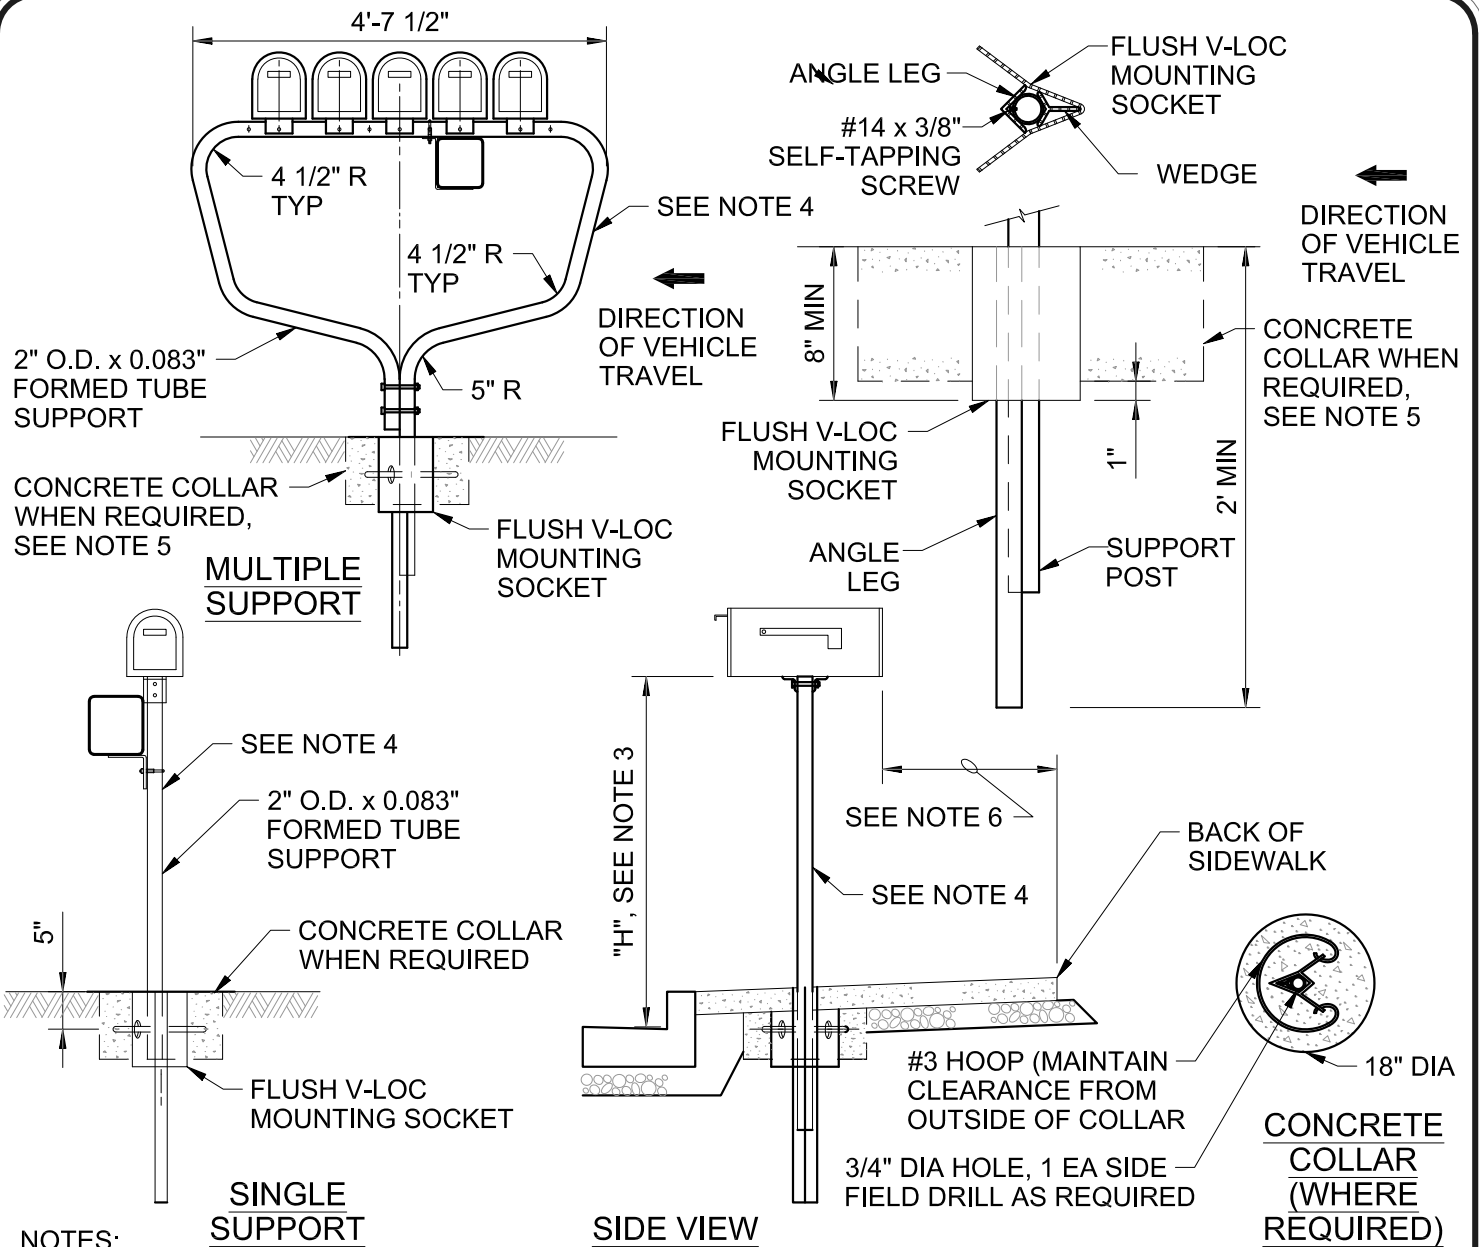 4'-7 1/2"
4 1/2" R
TYP
SEE NOTE 4
4 1/2" R
TYP
DIRECTION
OF VEHICLE
TRAVEL
2" O.D. x 0.083"
FORMED TUBE
SUPPORT
5" R
CONCRETE COLLAR
WHEN REQUIRED,
SEE NOTE 5
FLUSH V-LOC
MOUNTING
SOCKET
MULTIPLE
SUPPORT
ANGLE LEG
FLUSH V-LOC
MOUNTING
SOCKET
#14 x 3/8"
SELF-TAPPING
SCREW
WEDGE
DIRECTION
OF VEHICLE
TRAVEL
8" MIN
CONCRETE
COLLAR WHEN
REQUIRED,
SEE NOTE 5
FLUSH V-LOC
MOUNTING
SOCKET
1"
2' MIN
ANGLE
LEG
SUPPORT
POST
SEE NOTE 4
2" O.D. x 0.083"
FORMED TUBE
SUPPORT
5"
CONCRETE COLLAR
WHEN REQUIRED
FLUSH V-LOC
MOUNTING SOCKET
SINGLE
SUPPORT
"H", SEE NOTE 3
SEE NOTE 6
SEE NOTE 4
BACK OF
SIDEWALK
#3 HOOP (MAINTAIN
CLEARANCE FROM
OUTSIDE OF COLLAR
18" DIA
3/4" DIA HOLE, 1 EA SIDE
FIELD DRILL AS REQUIRED
SIDE VIEW
CONCRETE
COLLAR
(WHERE
REQUIRED)
NOTES: